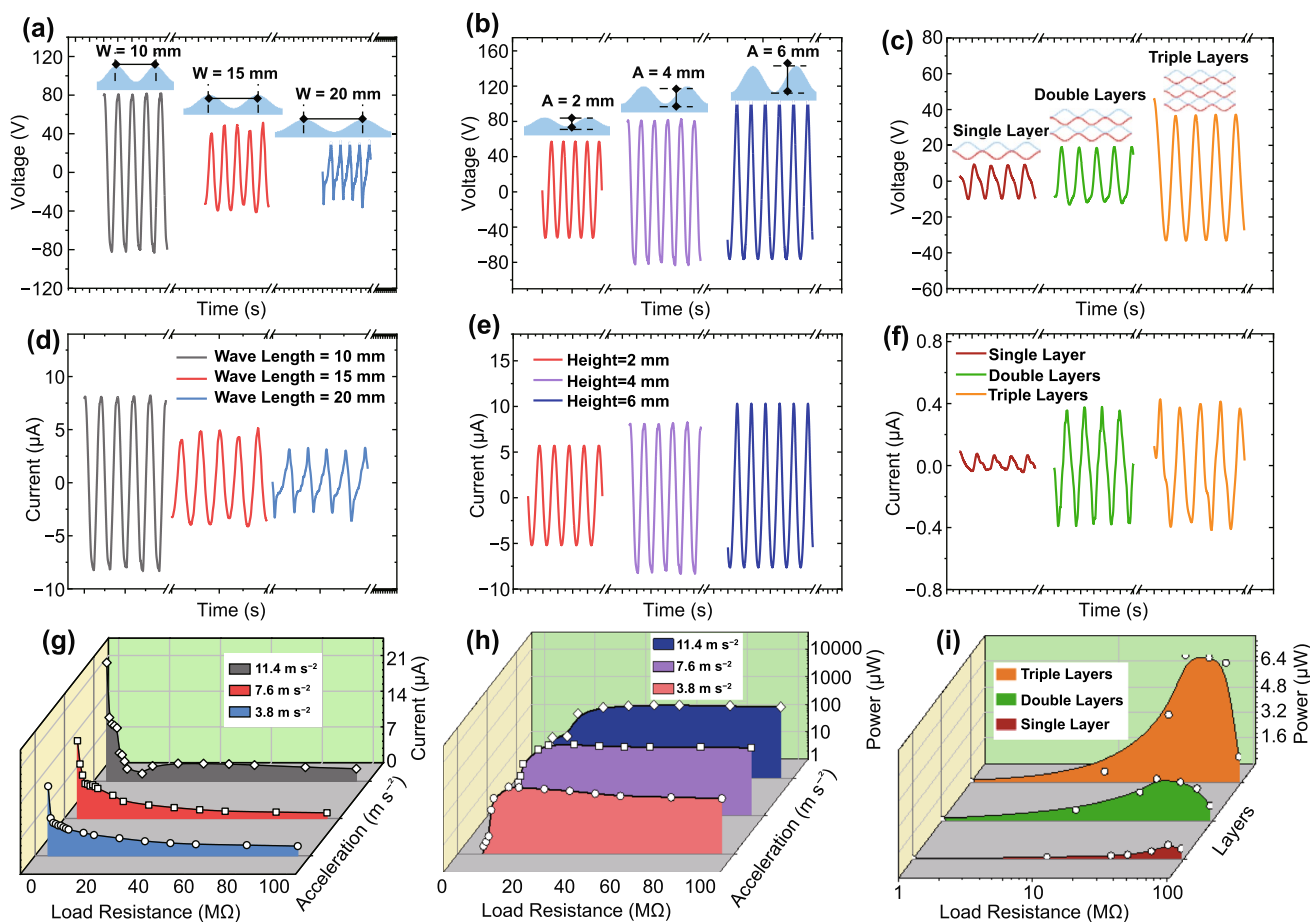 (a)
120
80
40
0
−40
−80
−120
Voltage (V)
W = 10 mm
W = 15 mm
W = 20 mm
Time (s)
(b)
175
160
120
80
40
0
−40
−80
Voltage (V)
A = 2 mm
A = 4 mm
A = 6 mm
Time (s)
(c)
80
60
40
20
0
−20
−40
−60
Voltage (V)
Single Layer
Double Layers
Triple Layers
Time (s)
(d)
10
5
0
−5
−10
Current (μA)
Wave Length = 10 mm
Wave Length = 15 mm
Wave Length = 20 mm
Time (s)
(e)
15
10
5
0
−5
−10
Current (μA)
Height=2 mm
Height=4 mm
Height=6 mm
Time (s)
(f)
0.8
0.4
0.0
−0.4
−0.8
Current (μA)
Single Layer
Double Layers
Triple Layers
Time (s)
(g)
11.4 m s⁻²
7.6 m s⁻²
3.8 m s⁻²
21
14
7
0
Current (μA)
Acceleration (m s⁻²)
0 20 40 60 80 100
Load Resistance (MΩ)
(h)
11.4 m s⁻²
7.6 m s⁻²
3.8 m s⁻²
10000
1000
100
10
1
Power (μW)
Acceleration (m s⁻²)
0 20 40 60 80 100
Load Resistance (MΩ)
(i)
Triple Layers
Double Layers
Single Layer
6.4
4.8
3.2
1.6
Power (μW)
Layers
1 10 100
Load Resistance (MΩ)